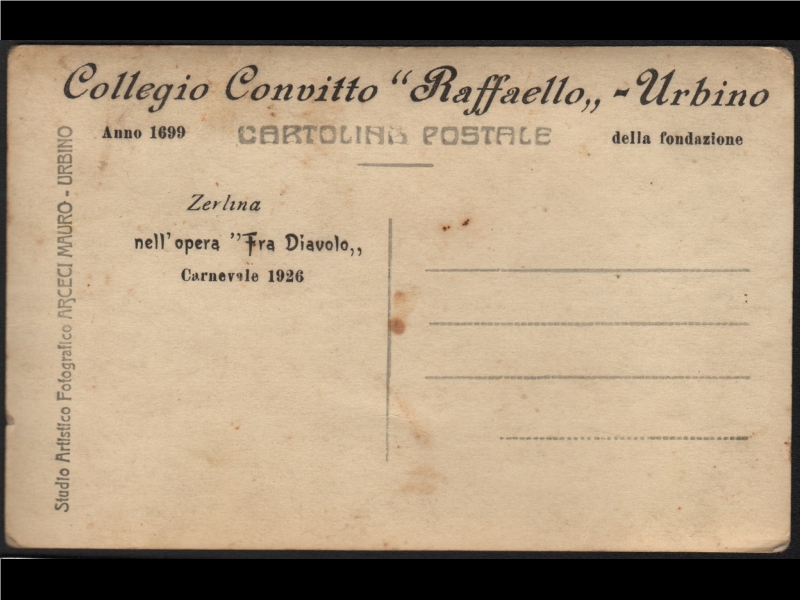 Collegio Convitto "Raffaello„ - Urbino
Anno 1699 CARTOLINA POSTALE della fondazione
Zerlina
nell'opera "Fra Diavolo„
Carnevale 1926
Studio Artistico Fotografico ARCECI MAURO - URBINO